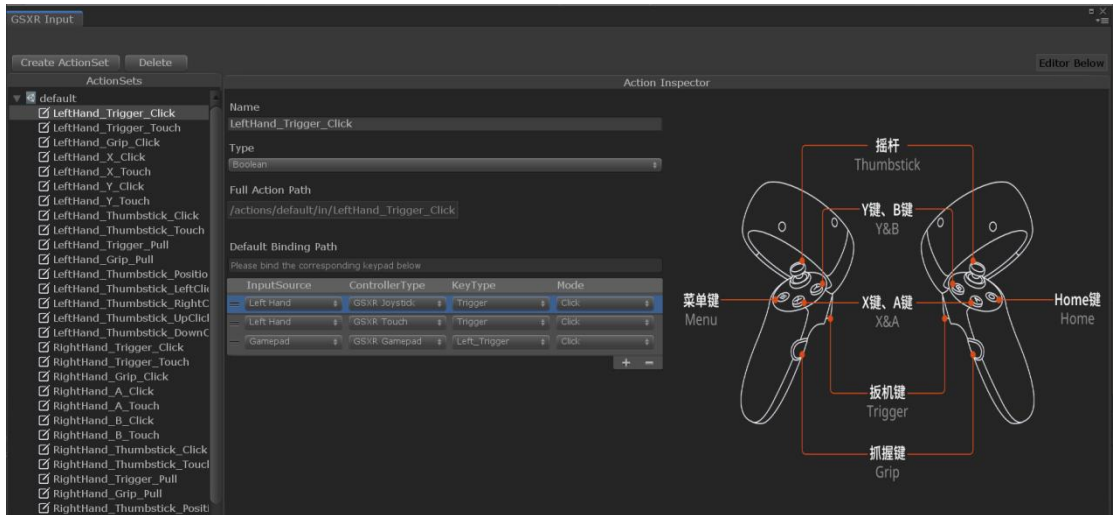 GSXR Input
Create ActionSet Delete Editor Below
ActionSets
Action Inspector
default
LeftHand_Trigger_Click
LeftHand_Trigger_Touch
LeftHand_Grip_Click
LeftHand_X_Click
LeftHand_X_Touch
LeftHand_Y_Click
LeftHand_Y_Touch
LeftHand_Thumbstick_Click
LeftHand_Thumbstick_Touch
LeftHand_Trigger_Pull
LeftHand_Grip_Pull
LeftHand_Thumbstick_Positio
LeftHand_Thumbstick_LeftClic
LeftHand_Thumbstick_RightC
LeftHand_Thumbstick_UpClicl
LeftHand_Thumbstick_DownC
RightHand_Trigger_Click
RightHand_Trigger_Touch
RightHand_Grip_Click
RightHand_A_Click
RightHand_A_Touch
RightHand_B_Click
RightHand_B_Touch
RightHand_Thumbstick_Click
RightHand_Thumbstick_Toucl
RightHand_Trigger_Pull
RightHand_Grip_Pull
RightHand_Thumbstick_Positi
Name
LeftHand_Trigger_Click
Type
Boolean
Full Action Path
/actions/default/in/LeftHand_Trigger_Click
Default Binding Path
Please bind the corresponding keypad below
InputSource ControllerType KeyType Mode
Left Hand GSXR Joystick Trigger Click
Left Hand GSXR Touch Trigger Click
Gamepad GSXR Gamepad Left_Trigger Click
摇杆
Thumbstick
Y键、B键
Y&B
菜单键
Menu
X键、A键
X&A
Home键
Home
扳机键
Trigger
抓握键
Grip